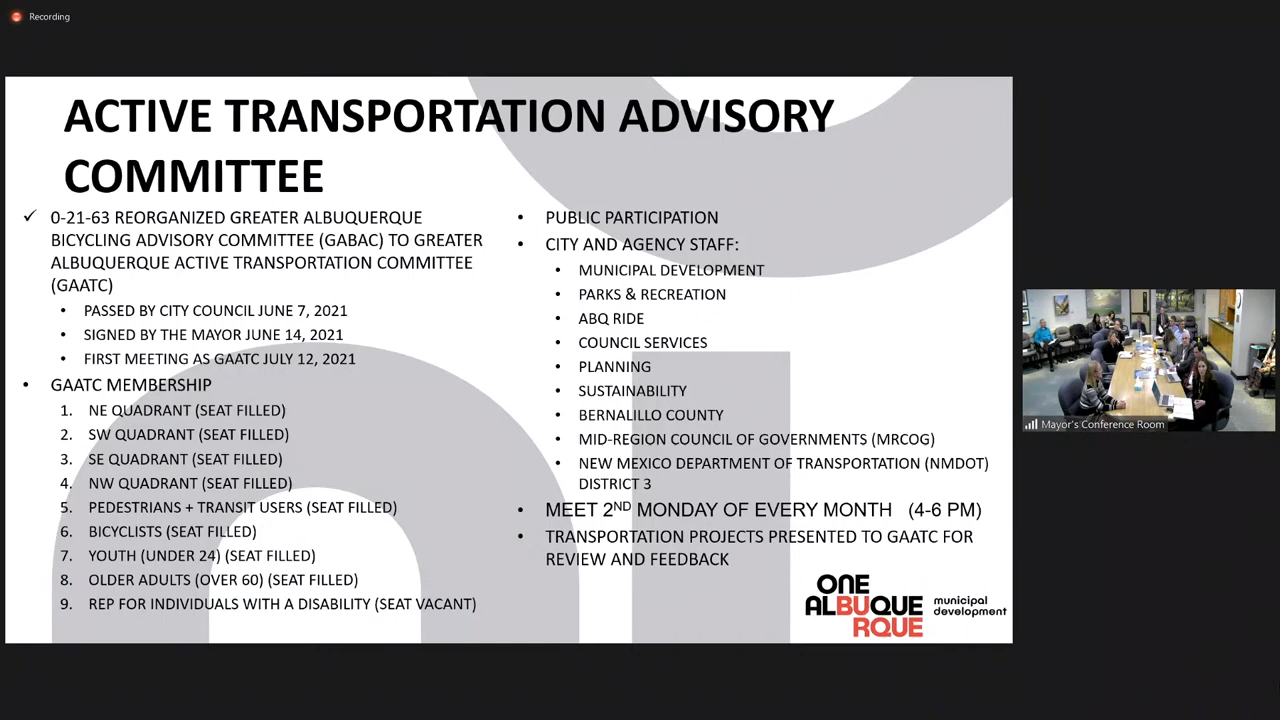 Recording
ACTIVE TRANSPORTATION ADVISORY
COMMITTEE
✓ 0-21-63 REORGANIZED GREATER ALBUQUERQUE
BICYCLING ADVISORY COMMITTEE (GABAC) TO GREATER
ALBUQUERQUE ACTIVE TRANSPORTATION COMMITTEE
(GAATC)
• PASSED BY CITY COUNCIL JUNE 7, 2021
• SIGNED BY THE MAYOR JUNE 14, 2021
• FIRST MEETING AS GAATC JULY 12, 2021
• GAATC MEMBERSHIP
1. NE QUADRANT (SEAT FILLED)
2. SW QUADRANT (SEAT FILLED)
3. SE QUADRANT (SEAT FILLED)
4. NW QUADRANT (SEAT FILLED)
5. PEDESTRIANS + TRANSIT USERS (SEAT FILLED)
6. BICYCLISTS (SEAT FILLED)
7. YOUTH (UNDER 24) (SEAT FILLED)
8. OLDER ADULTS (OVER 60) (SEAT FILLED)
9. REP FOR INDIVIDUALS WITH A DISABILITY (SEAT VACANT)
• PUBLIC PARTICIPATION
• CITY AND AGENCY STAFF:
• MUNICIPAL DEVELOPMENT
• PARKS & RECREATION
• ABQ RIDE
• COUNCIL SERVICES
• PLANNING
• SUSTAINABILITY
• BERNALILLO COUNTY
• MID-REGION COUNCIL OF GOVERNMENTS (MRCOG)
• NEW MEXICO DEPARTMENT OF TRANSPORTATION (NMDOT)
DISTRICT 3
• MEET 2ND MONDAY OF EVERY MONTH (4-6 PM)
• TRANSPORTATION PROJECTS PRESENTED TO GAATC FOR
REVIEW AND FEEDBACK
ONE
ALBUQUE
RQUE
municipal
development
Mayor's Conference Room